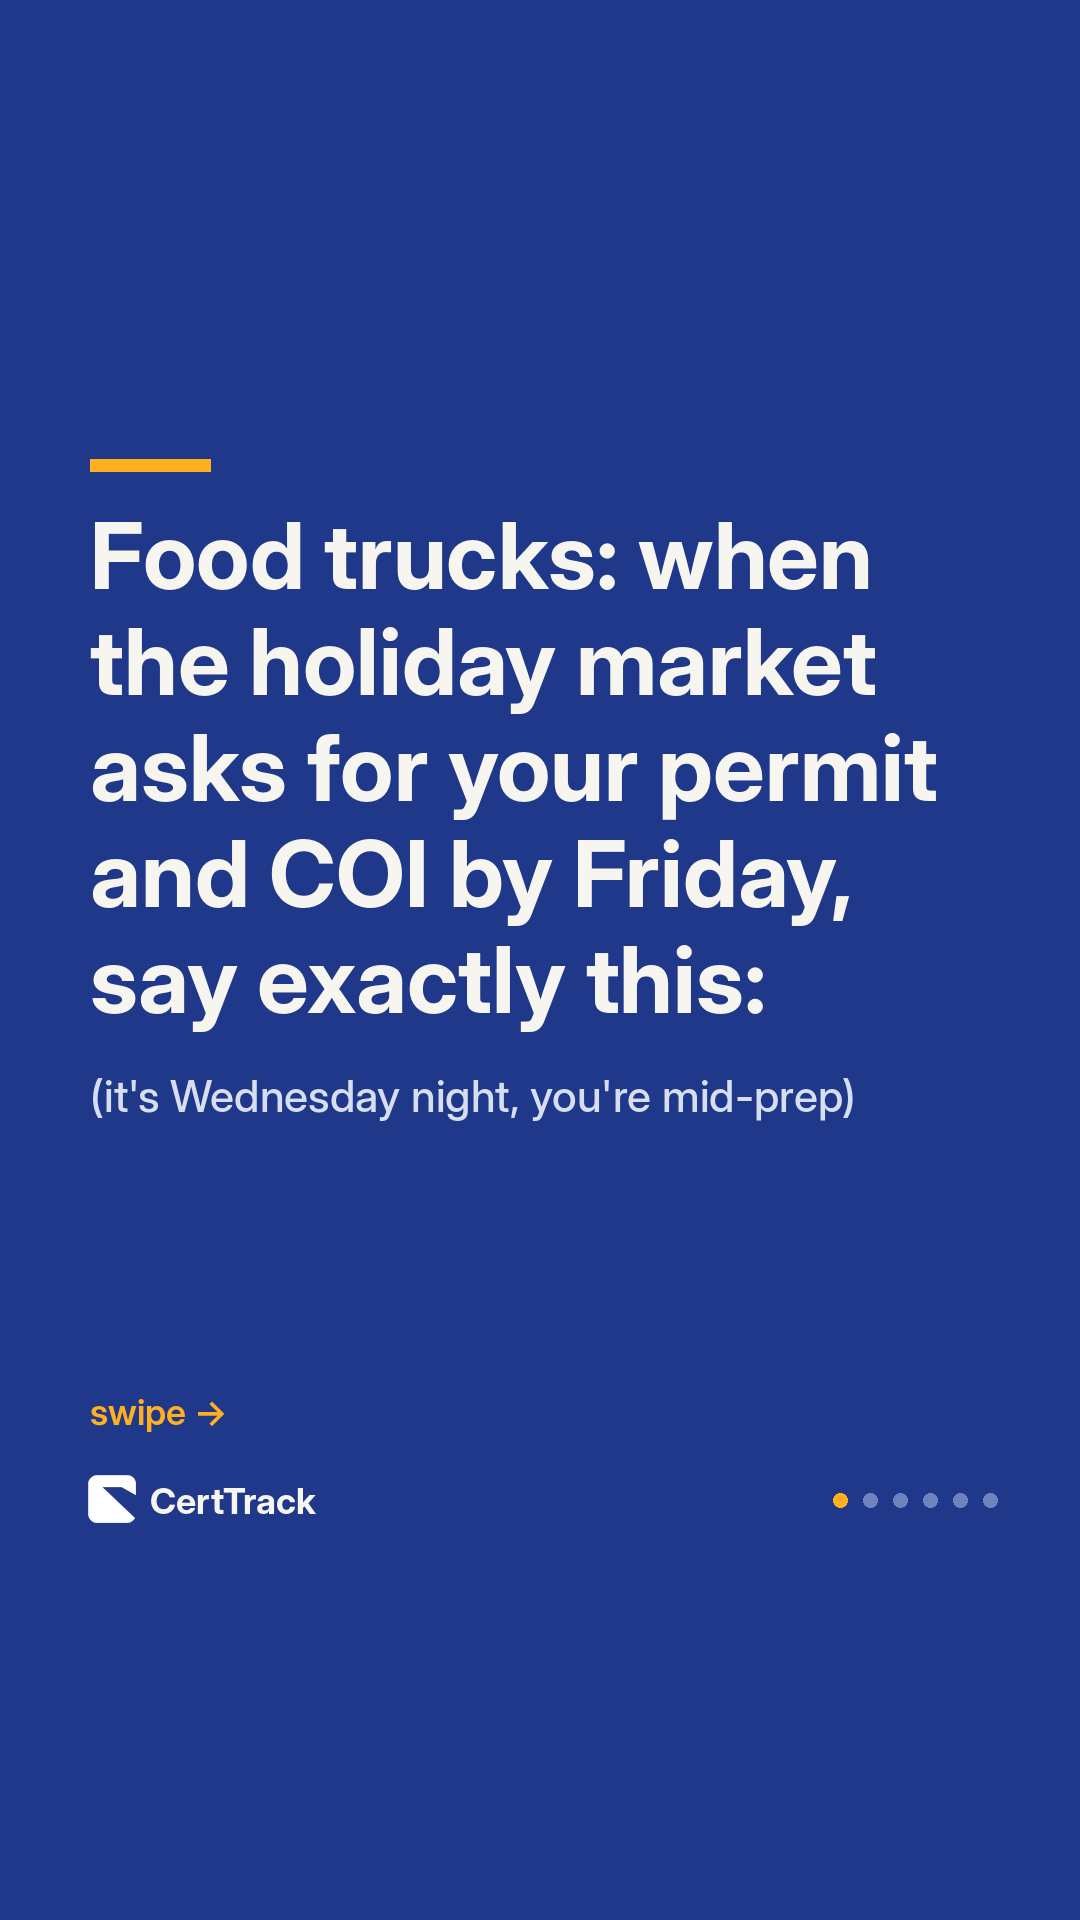 Food trucks: when
the holiday market
asks for your permit
and COI by Friday,
say exactly this:
(it's Wednesday night, you're mid-prep)
swipe →
CertTrack